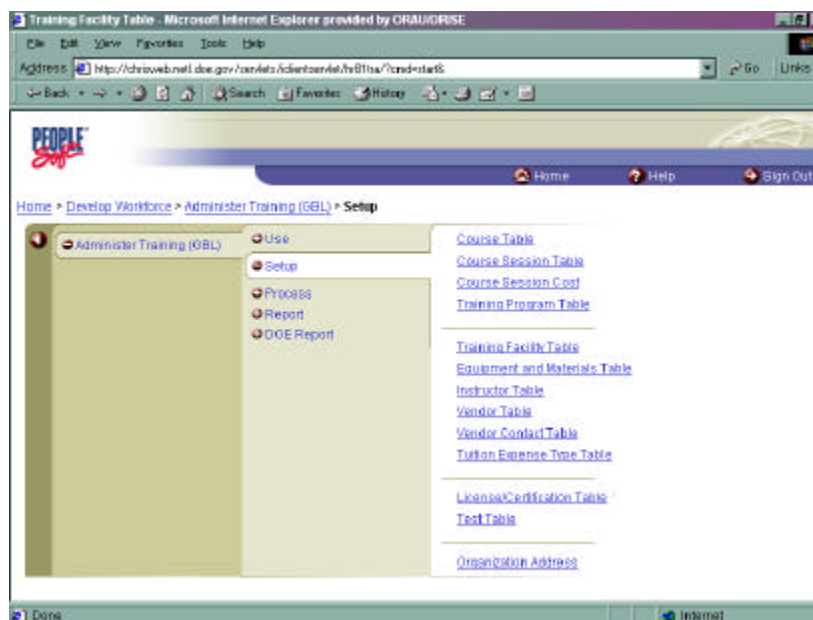 Training Facility Table - Microsoft Internet Explorer provided by ORAU/ORISE
File Edit View Favorites Tools Help
Address http://chrisweb.netl.doe.gov/servlets/iclientservlet/hr81tsa/?cmd=start& Go Links
Back Search Favorites History
PEOPLE Soft
Home Help Sign Out
Home > Develop Workforce > Administer Training (GBL) > Setup
Administer Training (GBL)
Use
Setup
Process
Report
DOE Report
Course Table
Course Session Table
Course Session Cost
Training Program Table
Training Facility Table
Equipment and Materials Table
Instructor Table
Vendor Table
Vendor Contact Table
Tuition Expense Type Table
License/Certification Table
Test Table
Organization Address
Done Internet